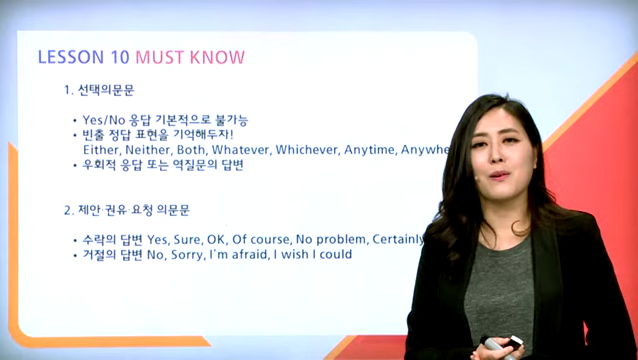 LESSON 10 MUST KNOW
1. 선택의문문
• Yes/No 응답 기본적으로 불가능
• 빈출 정답 표현을 기억해두자!
Either, Neither, Both, Whatever, Whichever, Anytime, Anywhe
• 우회적 응답 또는 역질문의 답변
2. 제안·권유·요청 의문문
• 수락의 답변 Yes, Sure, OK, Of course, No problem, Certainly
• 거절의 답변 No, Sorry, I'm afraid, I wish I could